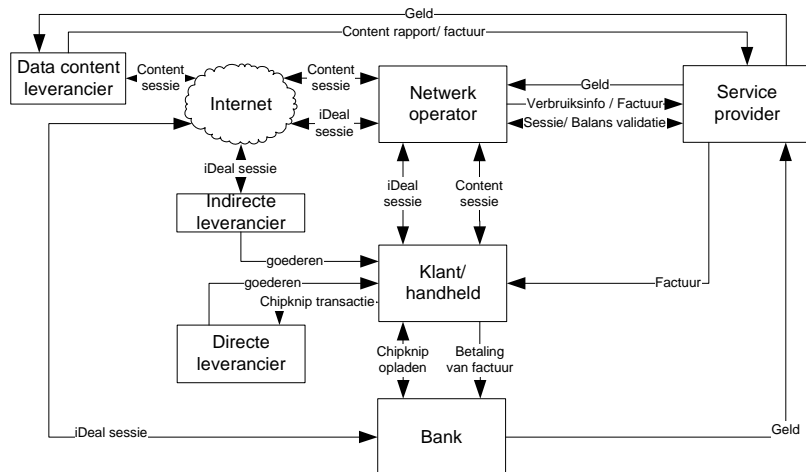 Geld
Content rapport/ factuur
Data content
leverancier
Content
sessie
Internet
Content
sessie
iDeal
sessie
Netwerk
operator
Geld
Verbruiksinfo / Factuur
Sessie/ Balans validatie
Service
provider
iDeal sessie
Indirecte
leverancier
iDeal
sessie
Content
sessie
goederen
goederen
Chipknip transactie
Klant/
handheld
Factuur
Directe
leverancier
Chipknip
opladen
Betaling
van factuur
iDeal sessie
Bank
Geld